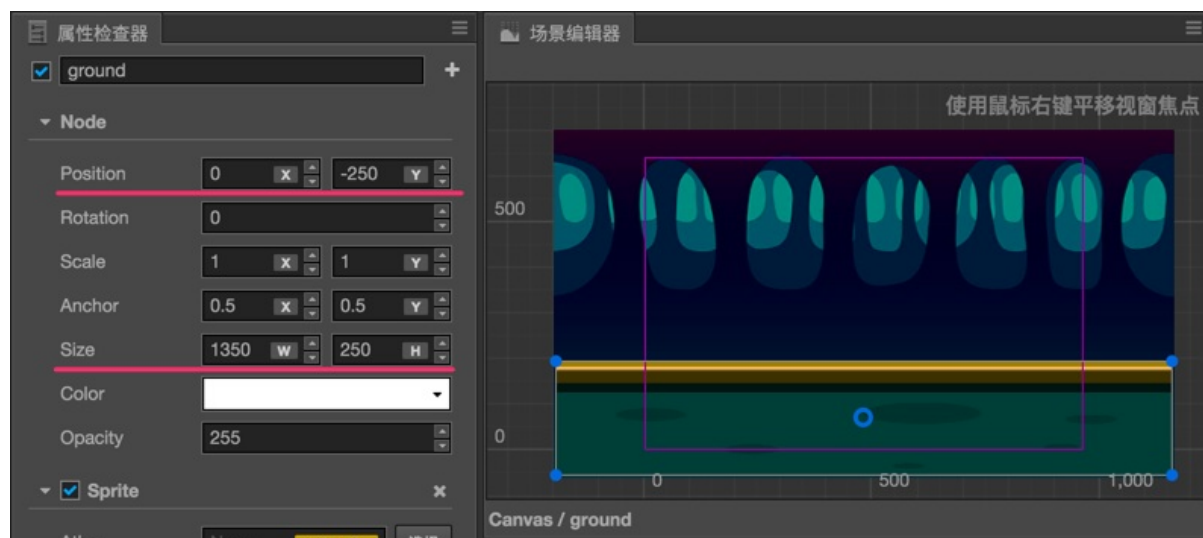 属性检查器
ground
Node
Position 0 X -250 Y
Rotation 0
Scale 1 X 1 Y
Anchor 0.5 X 0.5 Y
Size 1350 W 250 H
Color
Opacity 255
Sprite
场景编辑器
使用鼠标右键平移视窗焦点
500
0
0 500 1,000
Canvas / ground